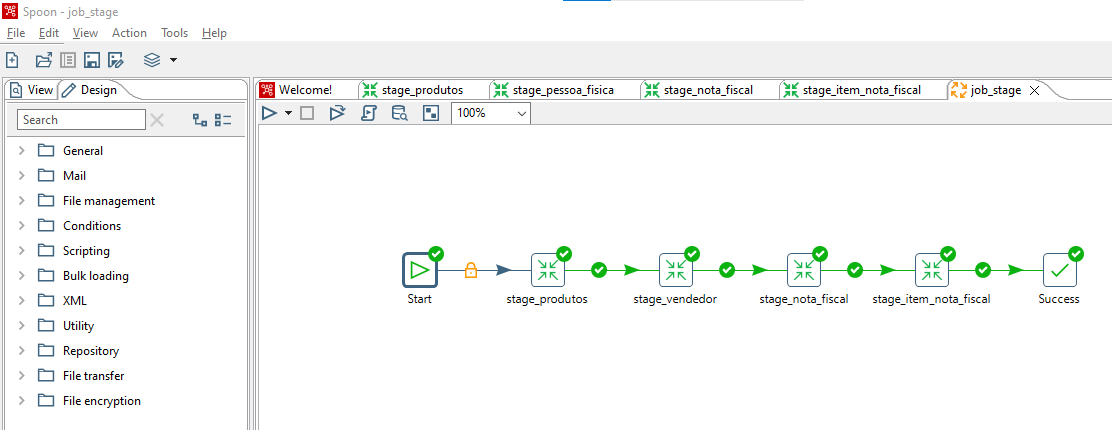 Spoon - job_stage
File Edit View Action Tools Help
View Design
Welcome! stage_produtos stage_pessoa_fisica stage_nota_fiscal stage_item_nota_fiscal job_stage
100%
Search
General
Mail
File management
Conditions
Scripting
Bulk loading
XML
Utility
Repository
File transfer
File encryption
Start stage_produtos stage_vendedor stage_nota_fiscal stage_item_nota_fiscal Success